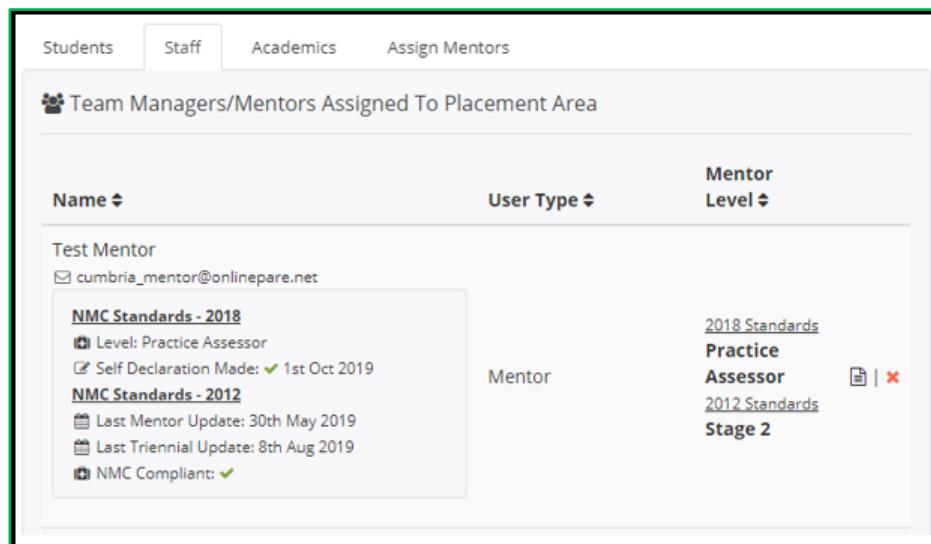 Students Staff Academics Assign Mentors
Team Managers/Mentors Assigned To Placement Area
Name User Type Mentor Level
Test Mentor
cumbria_mentor@onlinepare.net
NMC Standards - 2018
Level: Practice Assessor
Self Declaration Made: ✔ 1st Oct 2019
NMC Standards - 2012
Last Mentor Update: 30th May 2019
Last Triennial Update: 8th Aug 2019
NMC Compliant: ✔
Mentor
2018 Standards
Practice
Assessor
2012 Standards
Stage 2